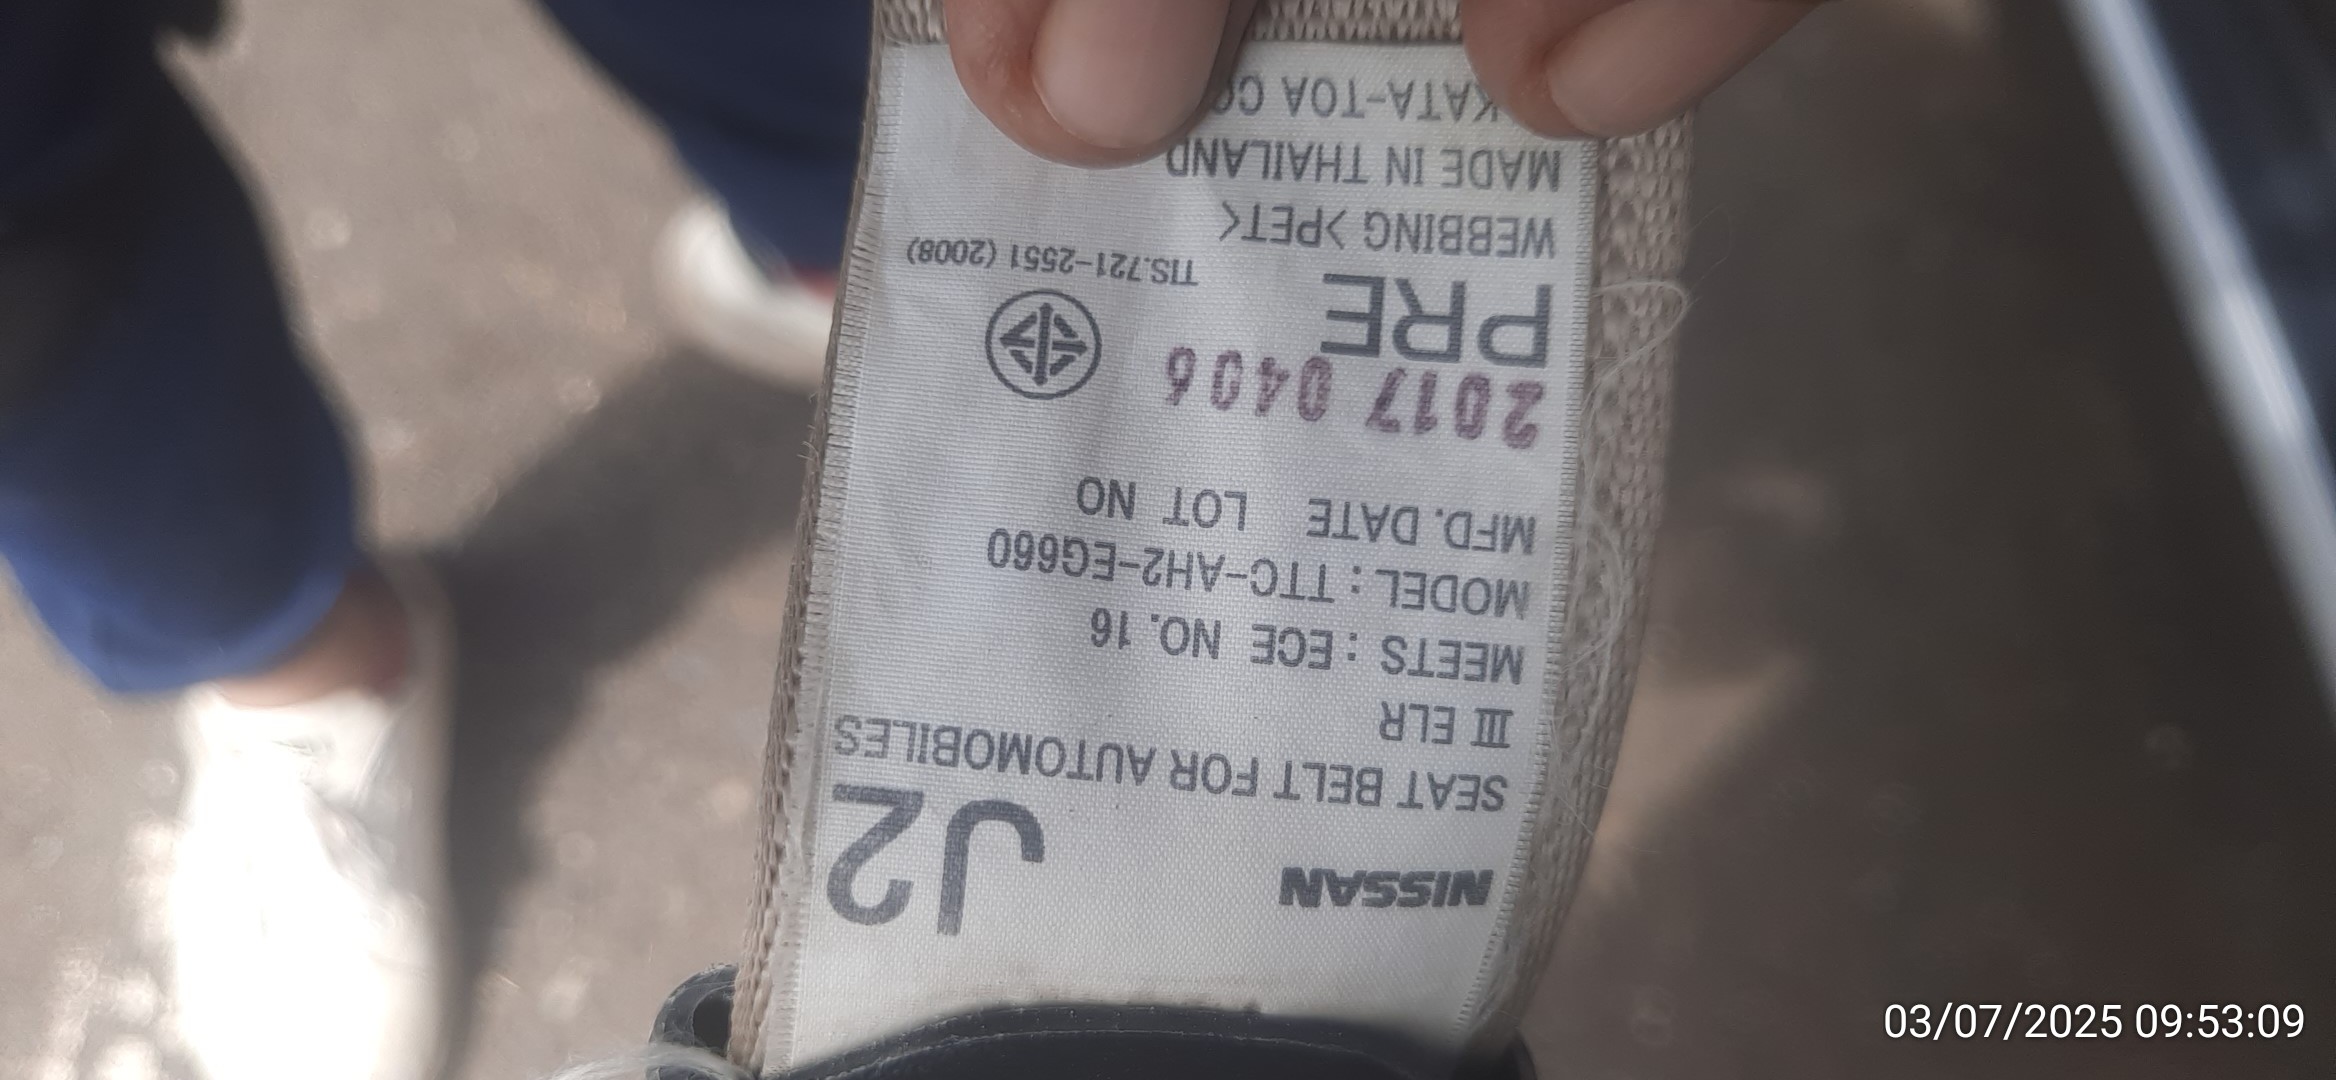 NISSAN J2
SEAT BELT FOR AUTOMOBILES
III ELR
MEETS : ECE NO. 16
MODEL : TTC-AH2-EG660
MFD. DATE LOT NO
2017 0406
PRE
TIS.721-2551 (2008)
WEBBING >PET<
MADE IN THAILAND
03/07/2025 09:53:09